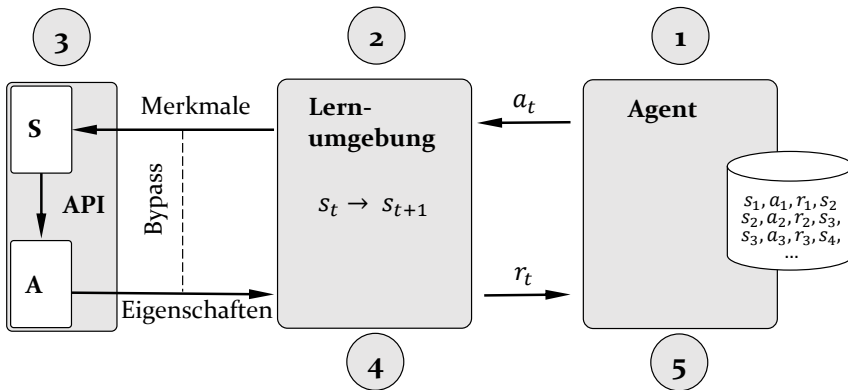 3
2
1
S
API
A
Merkmale
Bypass
Eigenschaften
Lern-
umgebung
s_t → s_{t+1}
a_t
r_t
Agent
s_1, a_1, r_1, s_2
s_2, a_2, r_2, s_3,
s_3, a_3, r_3, s_4,
...
4
5